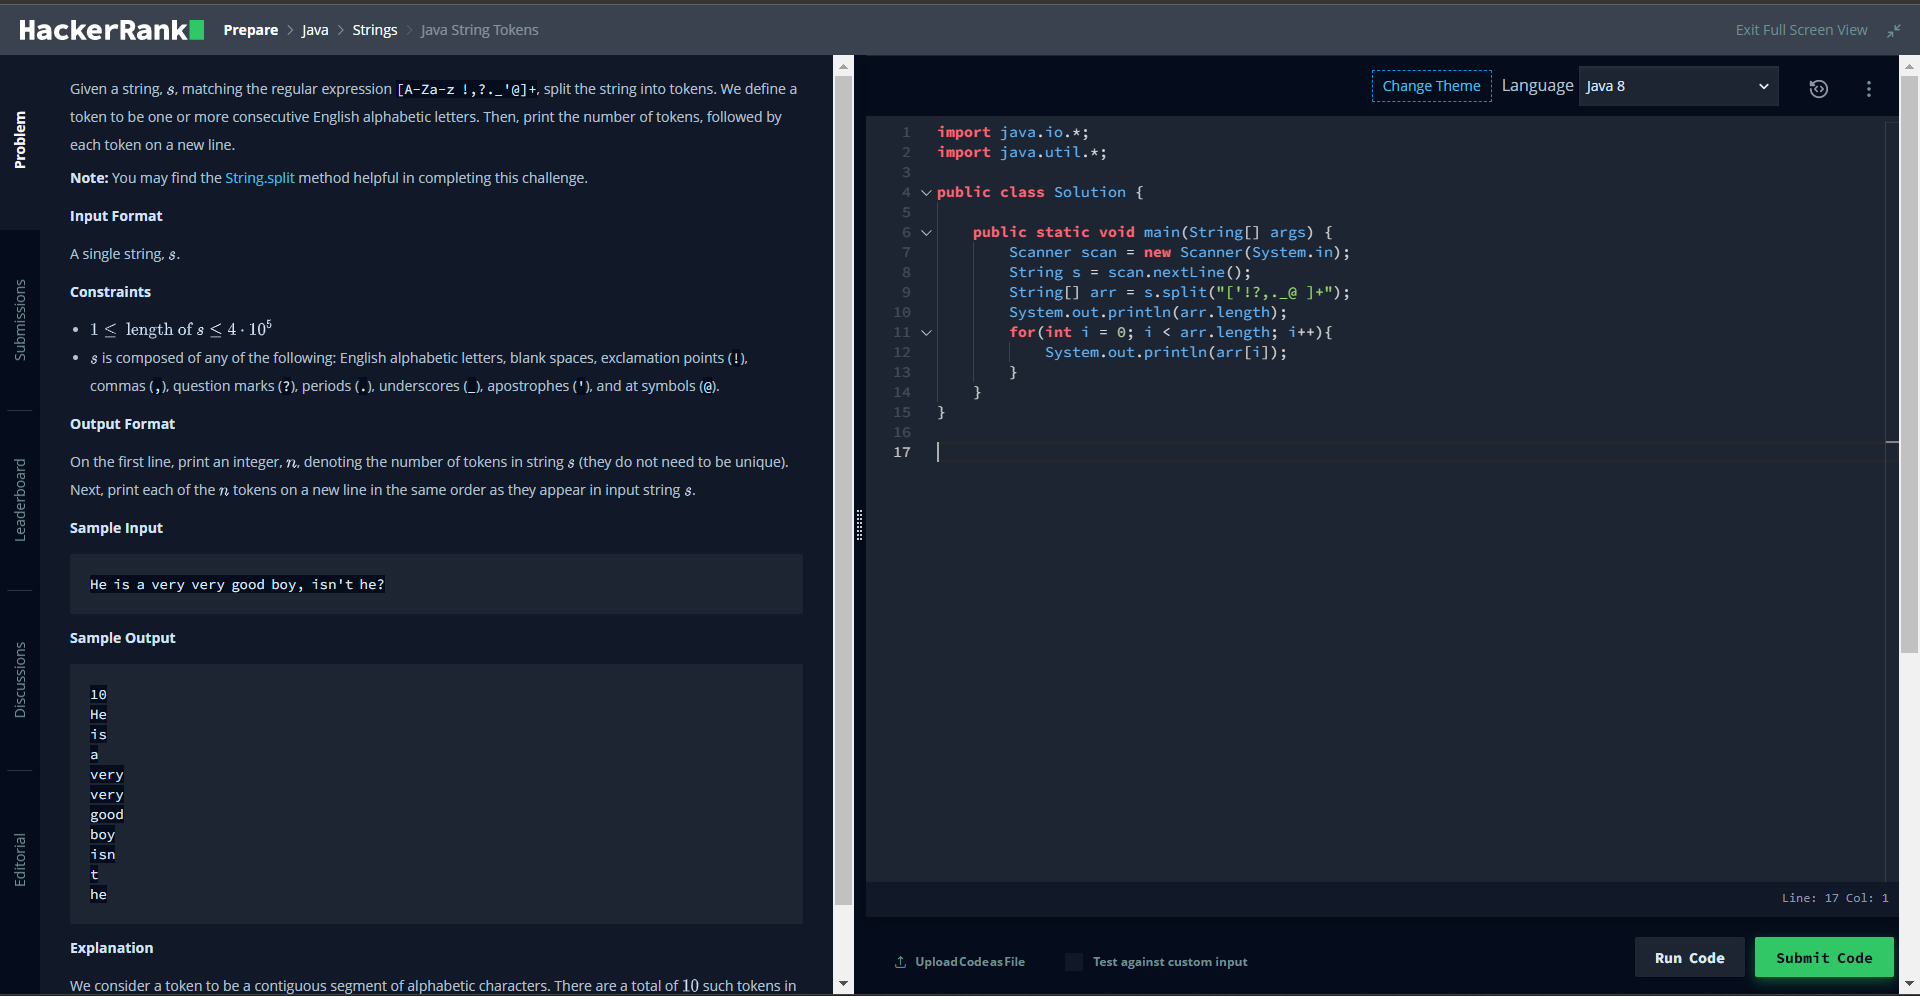 HackerRank Prepare > Java > Strings > Java String Tokens Exit Full Screen View
Problem
Submissions
Leaderboard
Discussions
Editorial
Given a string, s, matching the regular expression [A-Za-z !,?._'@]+, split the string into tokens. We define a
token to be one or more consecutive English alphabetic letters. Then, print the number of tokens, followed by
each token on a new line.
Note: You may find the String.split method helpful in completing this challenge.
Input Format
A single string, s.
Constraints
• 1 ≤ length of s ≤ 4 · 10⁵
• s is composed of any of the following: English alphabetic letters, blank spaces, exclamation points (!),
commas (,), question marks (?), periods (.), underscores (_), apostrophes ('), and at symbols (@).
Output Format
On the first line, print an integer, n, denoting the number of tokens in string s (they do not need to be unique).
Next, print each of the n tokens on a new line in the same order as they appear in input string s.
Sample Input
He is a very very good boy, isn't he?
Sample Output
10
He
is
a
very
very
good
boy
isn
t
he
Explanation
We consider a token to be a contiguous segment of alphabetic characters. There are a total of 10 such tokens in
Change Theme Language Java 8
1 import java.io.*;
2 import java.util.*;
3
4 public class Solution {
5
6     public static void main(String[] args) {
7         Scanner scan = new Scanner(System.in);
8         String s = scan.nextLine();
9         String[] arr = s.split("['!?,._@ ]+");
10         System.out.println(arr.length);
11         for(int i = 0; i < arr.length; i++){
12             System.out.println(arr[i]);
13         }
14     }
15 }
16
17
Line: 17 Col: 1
Upload Code as File Test against custom input Run Code Submit Code